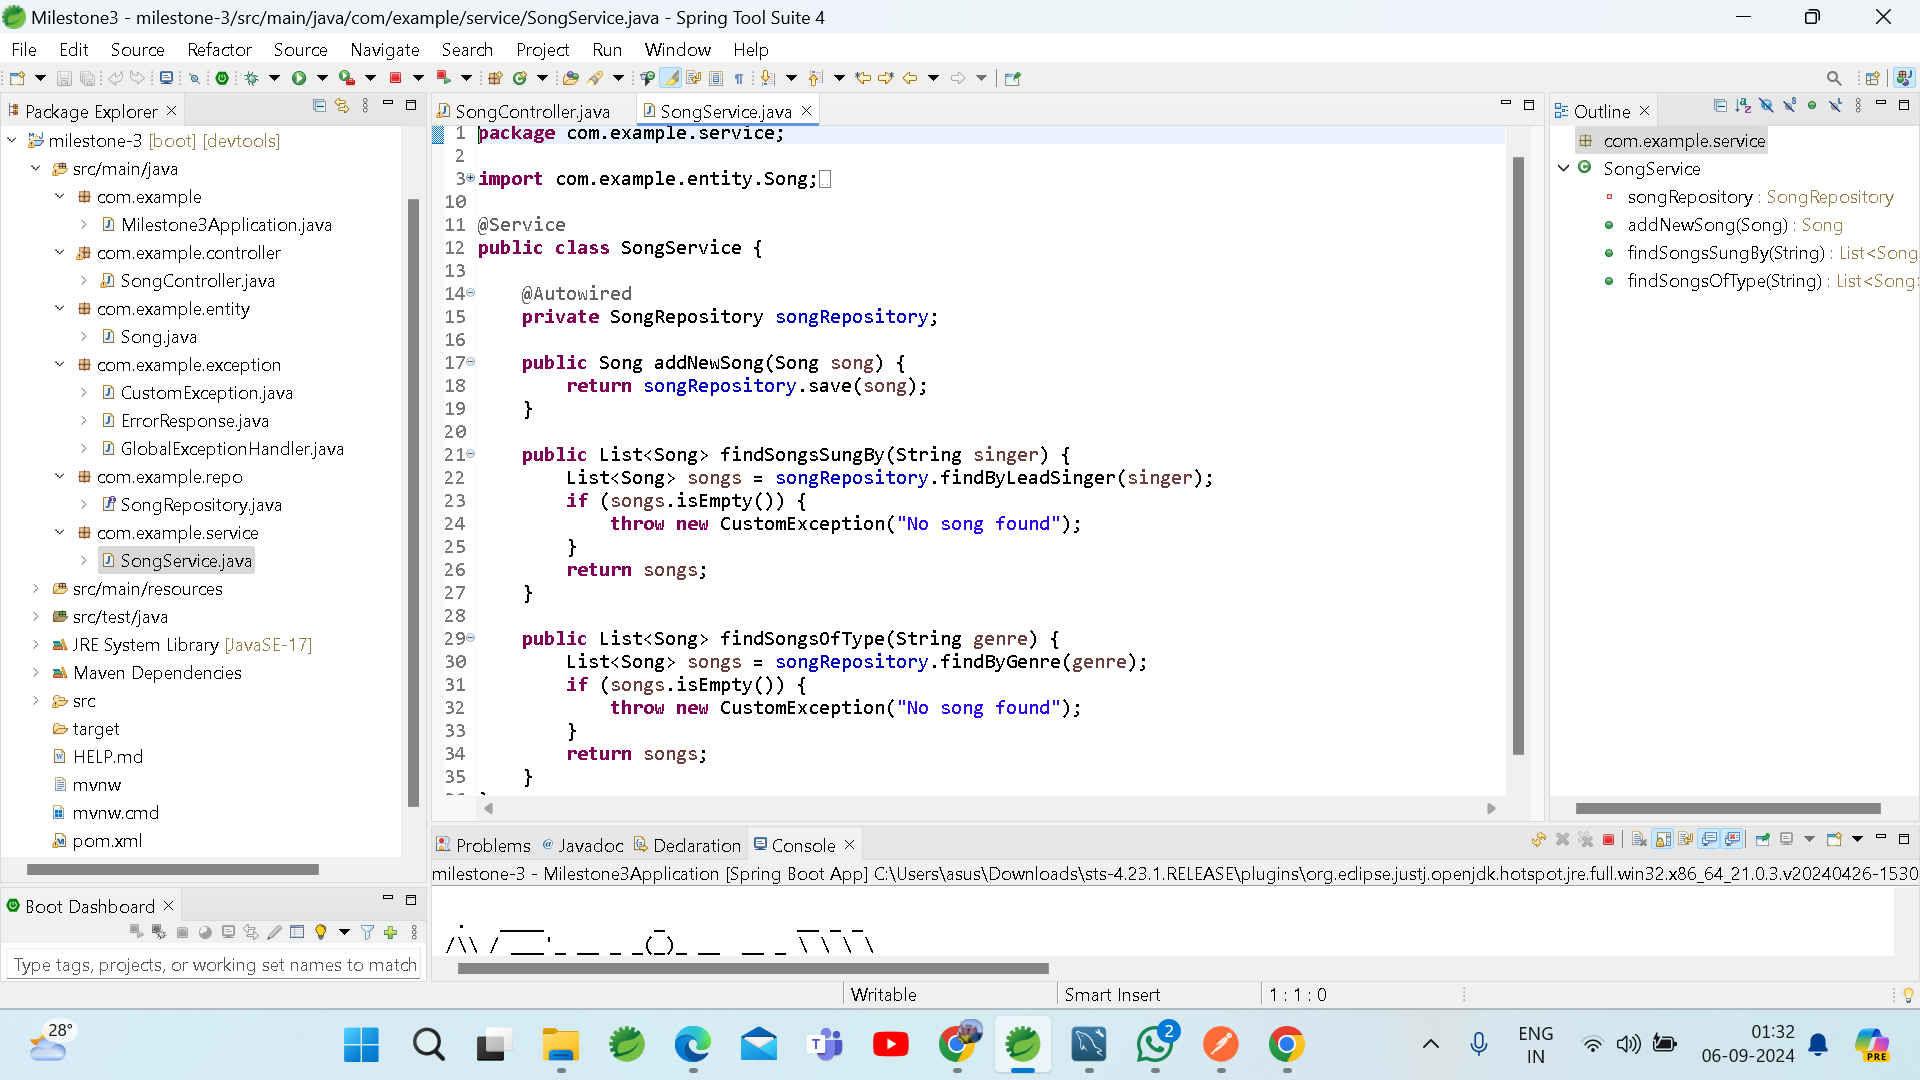 Milestone3 - milestone-3/src/main/java/com/example/service/SongService.java - Spring Tool Suite 4
File Edit Source Refactor Source Navigate Search Project Run Window Help
Package Explorer
milestone-3 [boot] [devtools]
src/main/java
com.example
Milestone3Application.java
com.example.controller
SongController.java
com.example.entity
Song.java
com.example.exception
CustomException.java
ErrorResponse.java
GlobalExceptionHandler.java
com.example.repo
SongRepository.java
com.example.service
SongService.java
src/main/resources
src/test/java
JRE System Library [JavaSE-17]
Maven Dependencies
src
target
HELP.md
mvnw
mvnw.cmd
pom.xml
Boot Dashboard
Type tags, projects, or working set names to match
SongController.java SongService.java
1 package com.example.service;
2
3 import com.example.entity.Song;
10
11 @Service
12 public class SongService {
13
14 @Autowired
15 private SongRepository songRepository;
16
17 public Song addNewSong(Song song) {
18 return songRepository.save(song);
19 }
20
21 public List<Song> findSongsSungBy(String singer) {
22 List<Song> songs = songRepository.findByLeadSinger(singer);
23 if (songs.isEmpty()) {
24 throw new CustomException("No song found");
25 }
26 return songs;
27 }
28
29 public List<Song> findSongsOfType(String genre) {
30 List<Song> songs = songRepository.findByGenre(genre);
31 if (songs.isEmpty()) {
32 throw new CustomException("No song found");
33 }
34 return songs;
35 }
Outline
com.example.service
SongService
songRepository : SongRepository
addNewSong(Song) : Song
findSongsSungBy(String) : List<Song
findSongsOfType(String) : List<Song>
Problems @ Javadoc Declaration Console
milestone-3 - Milestone3Application [Spring Boot App] C:\Users\asus\Downloads\sts-4.23.1.RELEASE\plugins\org.eclipse.justj.openjdk.hotspot.jre.full.win32.x86_64_21.0.3.v20240426-1530
.   ____          _            __ _ _
/\\ / ___'_ __ _ _(_)_ __  __ _ \ \ \ \
Writable Smart Insert 1 : 1 : 0
28°
2
ENG
IN
01:32
06-09-2024
PRE